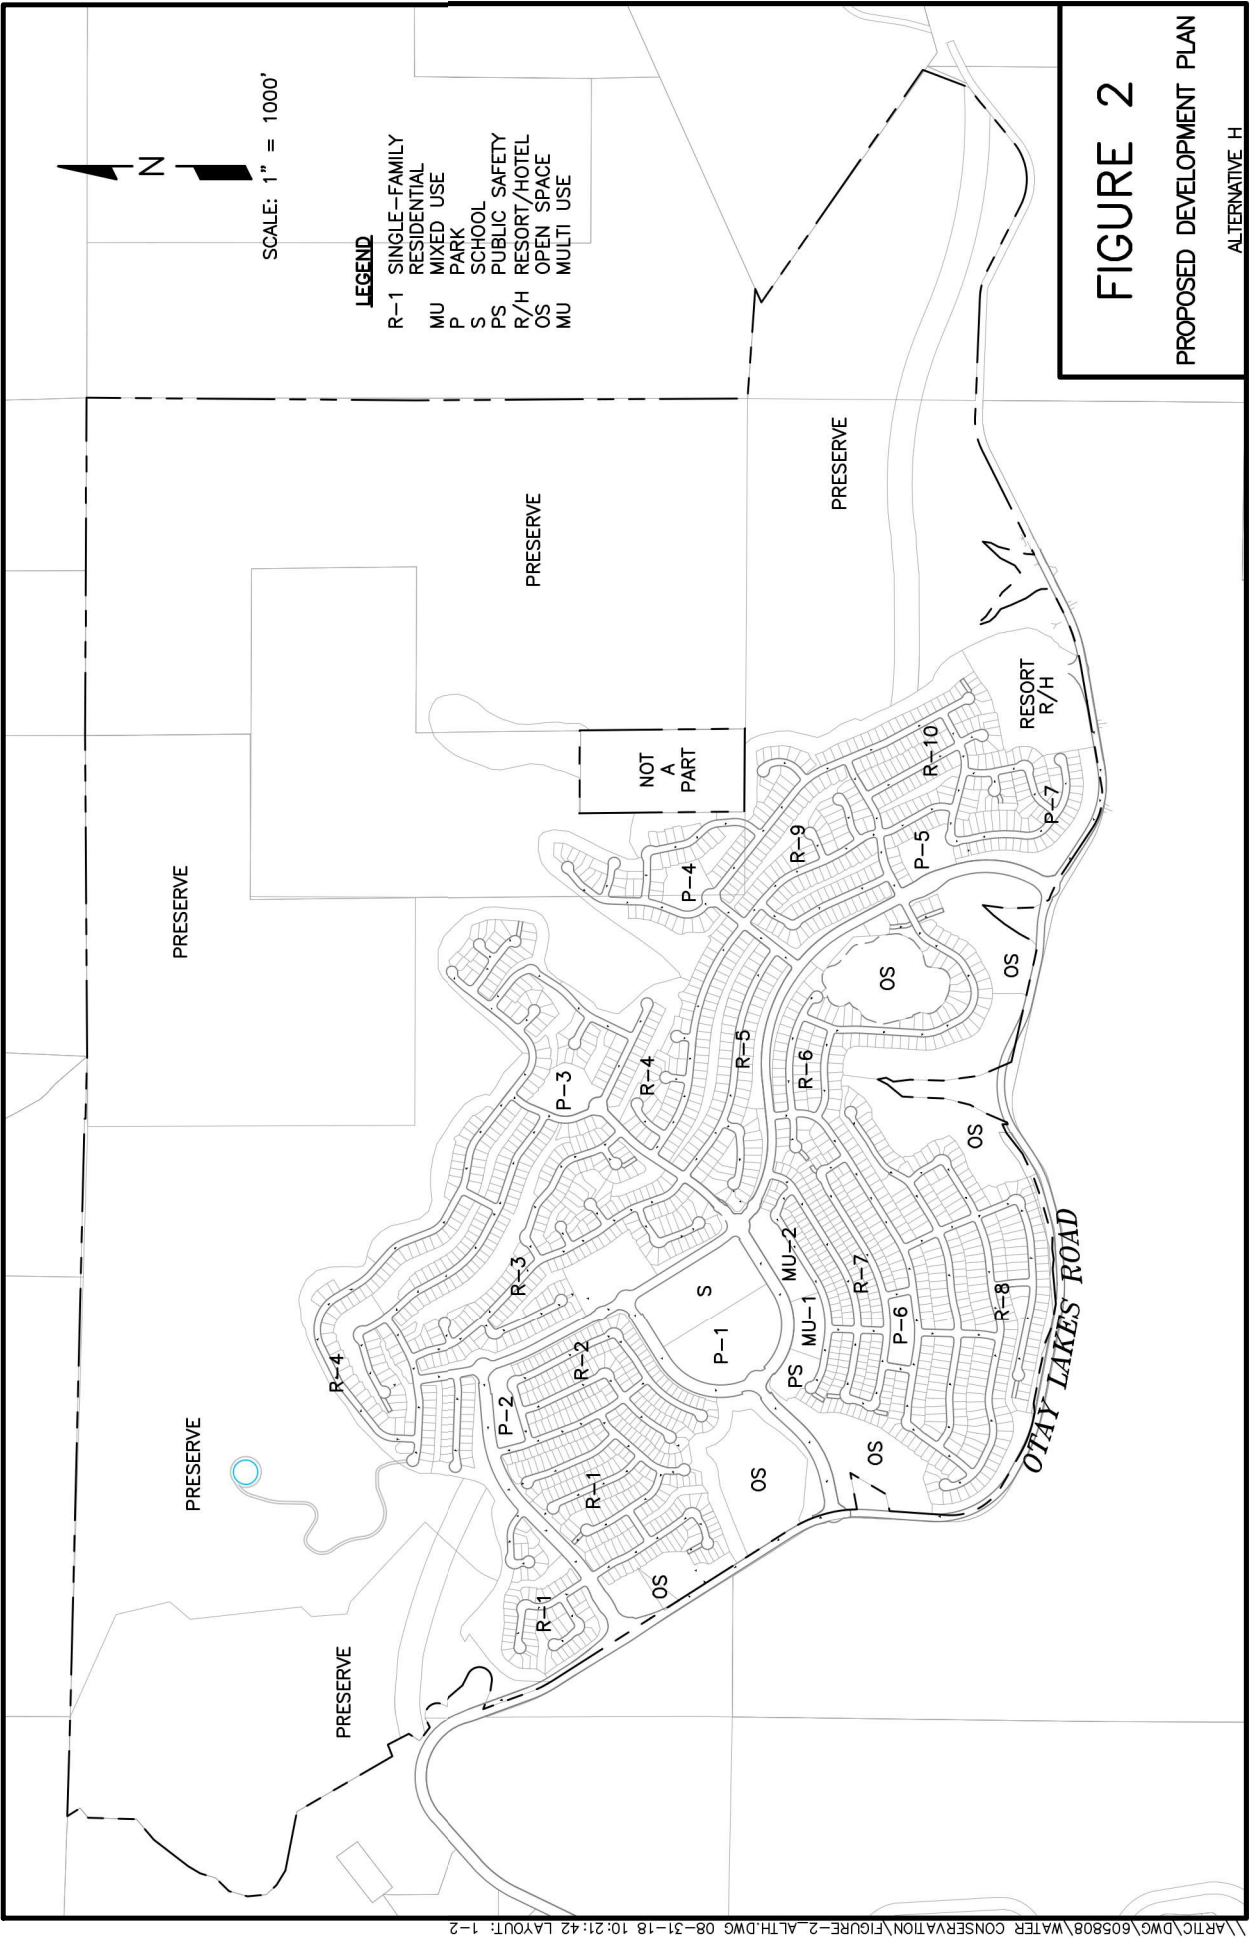 N
SCALE: 1" = 1000'
LEGEND
R-1 SINGLE-FAMILY
RESIDENTIAL
MU MIXED USE
P PARK
S SCHOOL
PS PUBLIC SAFETY
R/H RESORT/HOTEL
OS OPEN SPACE
MU MULTI USE
PRESERVE
PRESERVE
PRESERVE
PRESERVE
PRESERVE
NOT
A
PART
R-4
R-3
P-3
R-4
P-4
R-1
R-1
P-2
R-2
S
P-1
R-5
R-9
R-10
P-5
P-7
RESORT
R/H
R-6
MU-2
MU-1
PS
R-7
P-6
R-8
OS
OS
OS
OS
OS
OS
OTAY LAKES ROAD
FIGURE 2
PROPOSED DEVELOPMENT PLAN
ALTERNATIVE H
\\ARTIC\DWG\605808\WATER CONSERVATION\FIGURE-2_ALTH.DWG 08-31-18 10:21:42 LAYOUT: 1-2